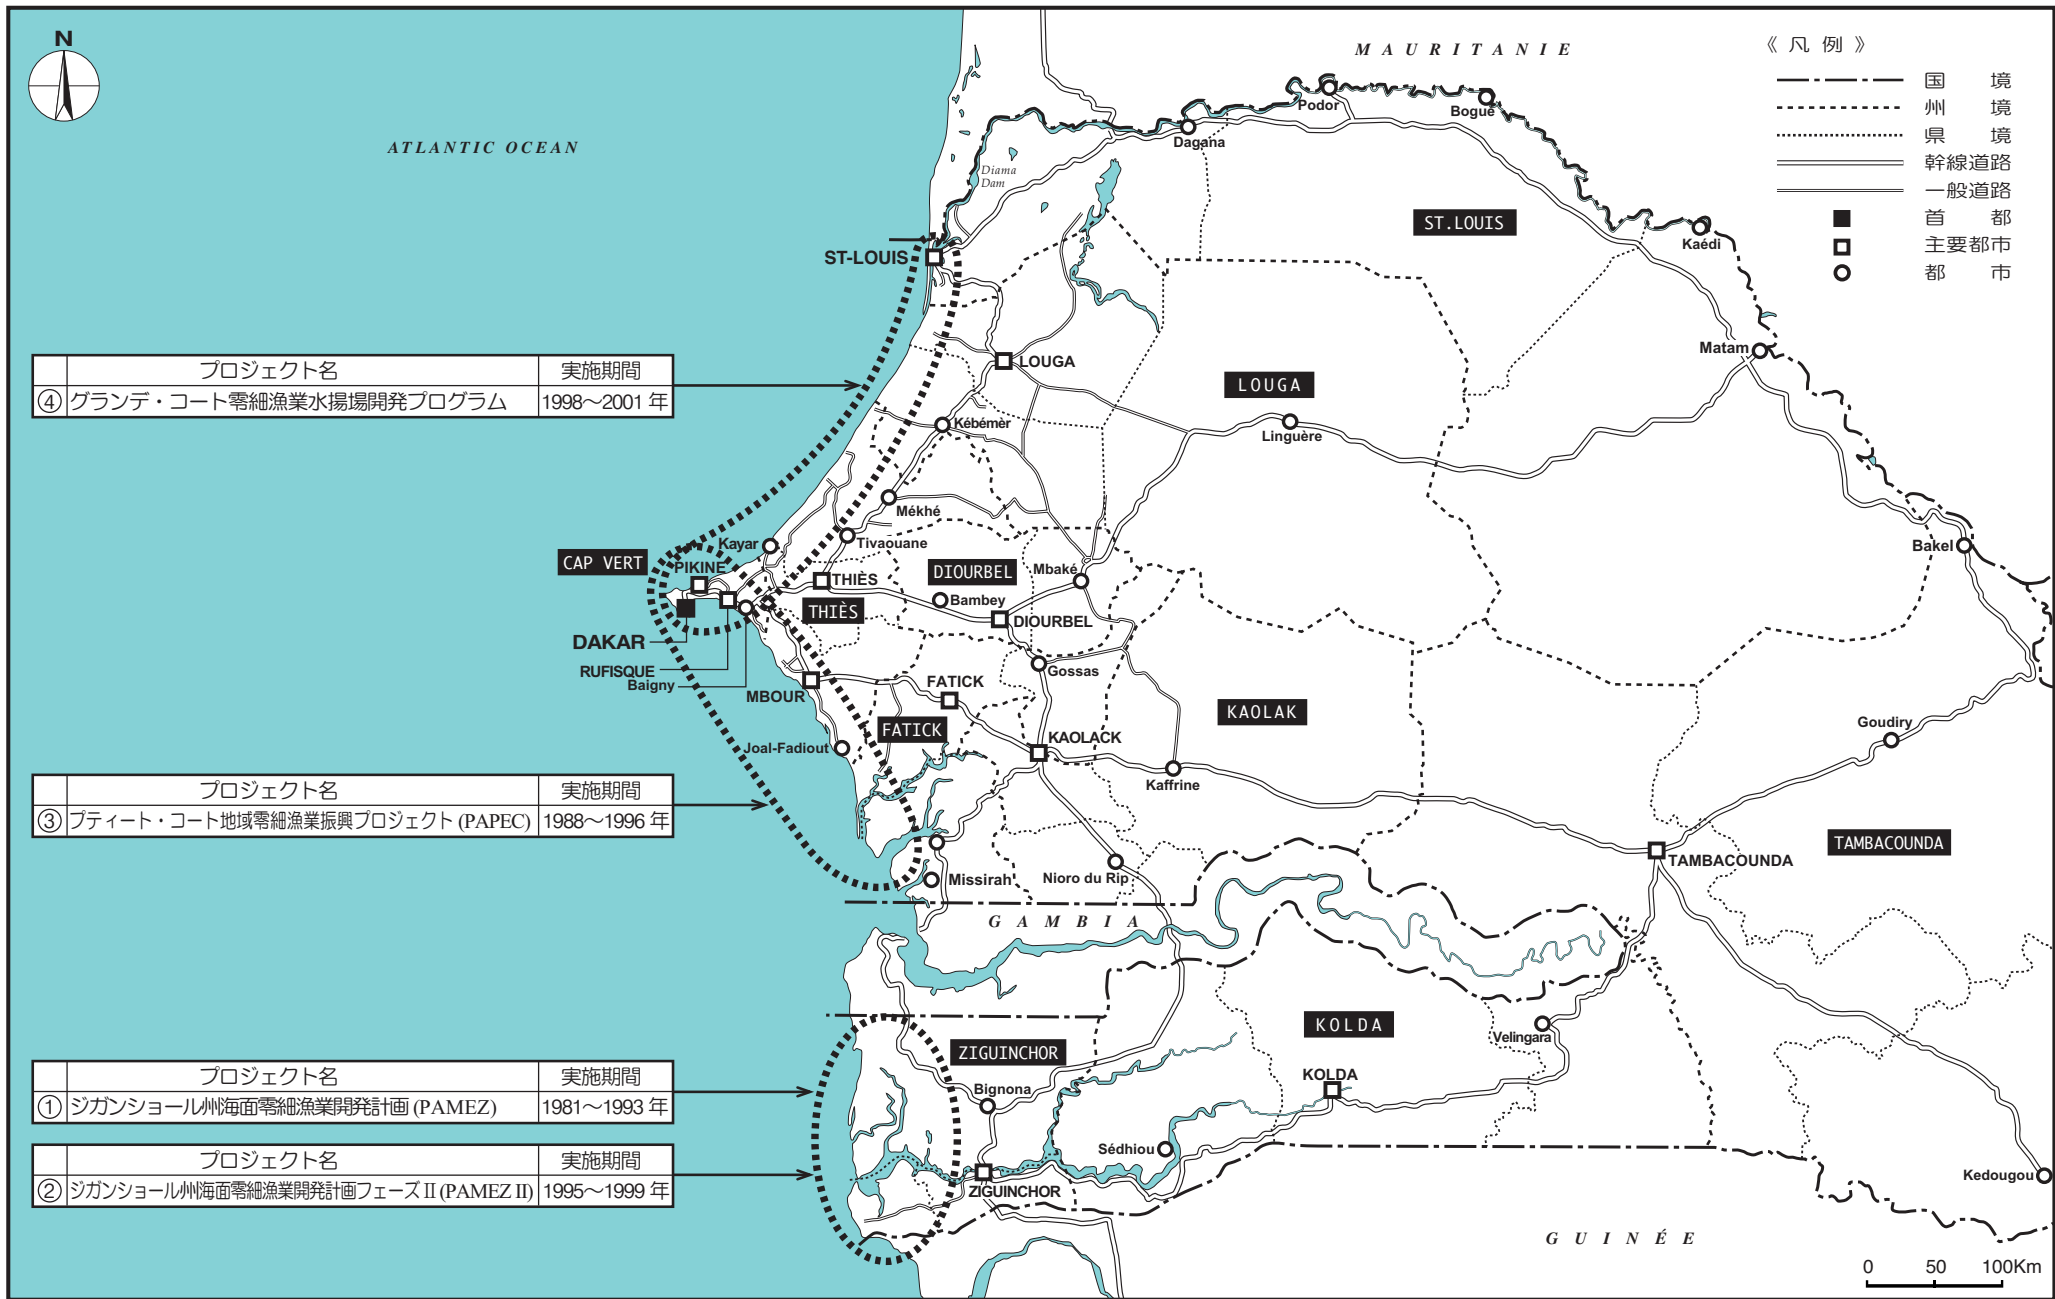 N
ATLANTIC OCEAN
MAURITANIE
《 凡 例 》
国 境
州 境
県 境
幹線道路
一般道路
首 都
主要都市
都 市
Podor
Bogué
Dagana
Diama
Dam
Kaédi
ST.LOUIS
ST-LOUIS
Matam
LOUGA
LOUGA
プロジェクト名 実施期間
④ グランデ・コート零細漁業水揚場開発プログラム 1998〜2001 年
Kébémèr
Linguère
Mékhé
Tivaouane
Kayar
Bakel
CAP VERT
PIKINE
THIÈS
DIOURBEL
Mbaké
Bambey
THIÈS
DIOURBEL
DAKAR
RUFISQUE
Baigny
MBOUR
Gossas
FATICK
FATICK
KAOLAK
Goudiry
Joal-Fadiout
KAOLACK
Kaffrine
プロジェクト名 実施期間
③ プティート・コート地域零細漁業振興プロジェクト (PAPEC) 1988〜1996 年
TAMBACOUNDA
TAMBACOUNDA
Missirah
Nioro du Rip
GAMBIA
KOLDA
Velingara
ZIGUINCHOR
プロジェクト名 実施期間
① ジガンショール州海面零細漁業開発計画 (PAMEZ) 1981〜1993 年
Bignona
KOLDA
Sédhiou
プロジェクト名 実施期間
② ジガンショール州海面零細漁業開発計画フェーズ II (PAMEZ II) 1995〜1999 年
ZIGUINCHOR
Kedougou
GUINÉE
0 50 100Km